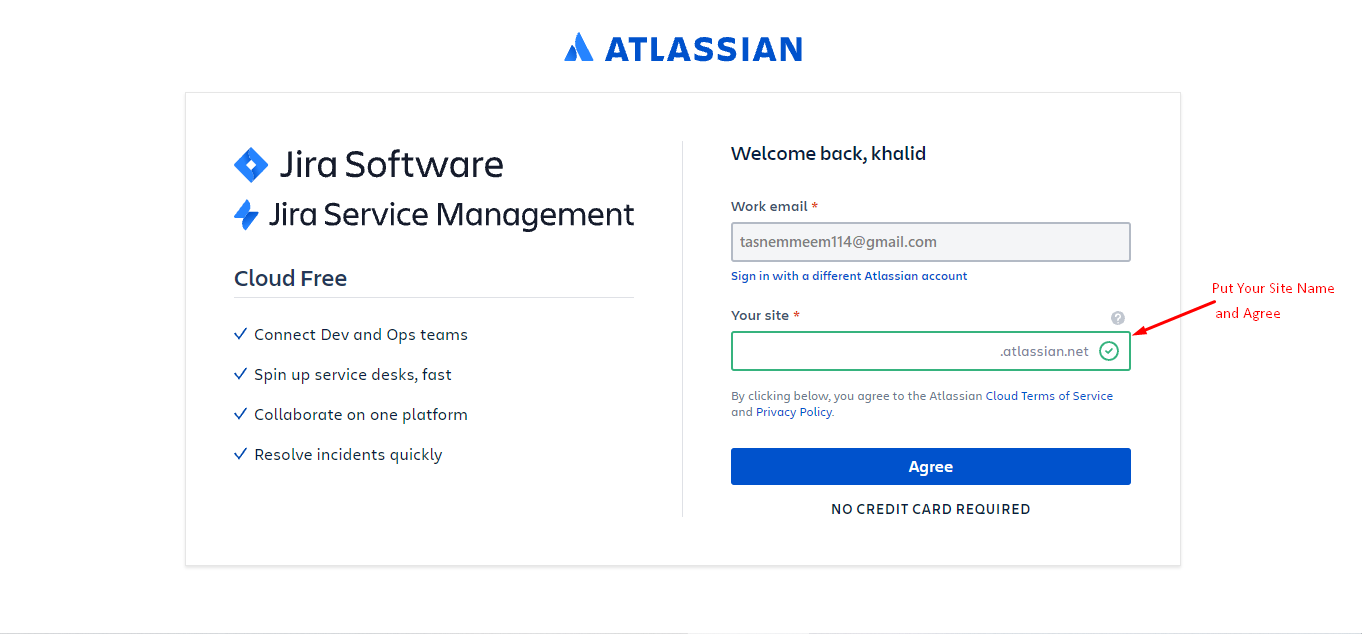 ATLASSIAN
Jira Software
Jira Service Management
Cloud Free
Connect Dev and Ops teams
Spin up service desks, fast
Collaborate on one platform
Resolve incidents quickly
Welcome back, khalid
Work email *
tasnemmeem114@gmail.com
Sign in with a different Atlassian account
Your site *
?
.atlassian.net
By clicking below, you agree to the Atlassian Cloud Terms of Service
and Privacy Policy.
Agree
NO CREDIT CARD REQUIRED
Put Your Site Name
and Agree